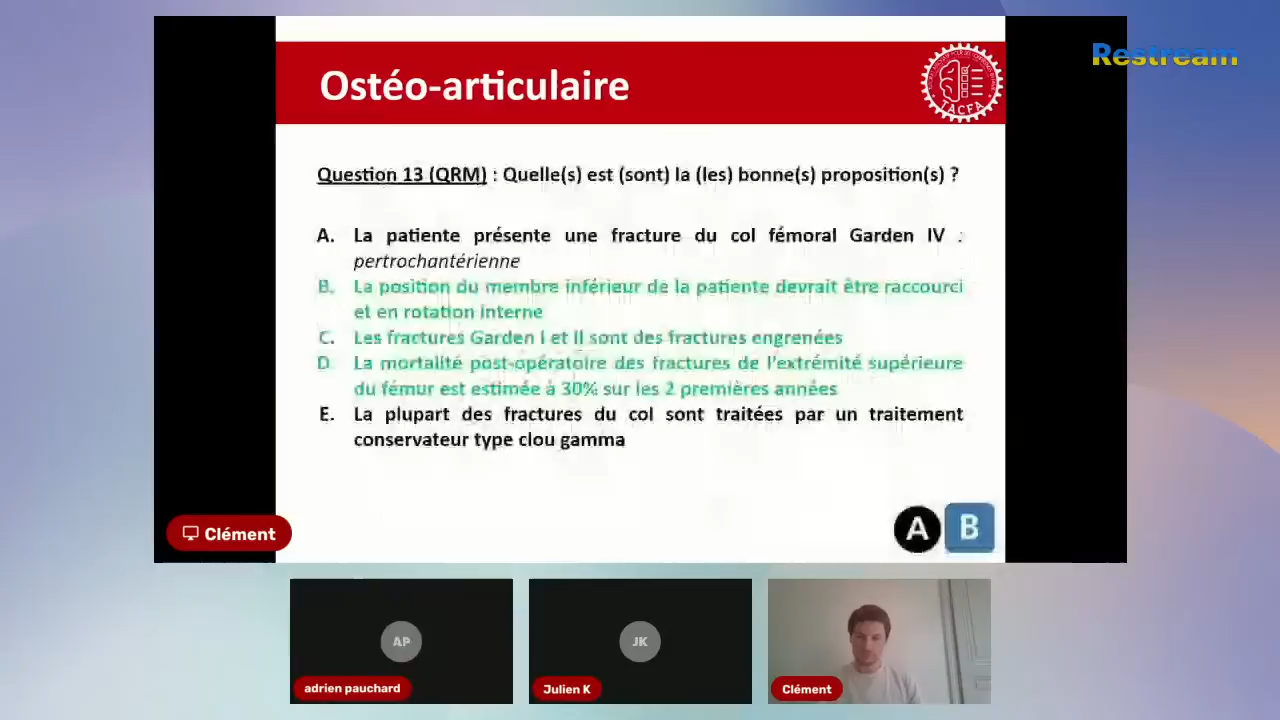 Restream
Ostéo-articulaire
TACFA
Question 13 (QRM) : Quelle(s) est (sont) la (les) bonne(s) proposition(s) ?
A. La patiente présente une fracture du col fémoral Garden IV :
pertrochantérienne
B. La position du membre inférieur de la patiente devrait être raccourci
et en rotation interne
C. Les fractures Garden I et II sont des fractures engrenées
D La mortalité post-opératoire des fractures de l'extrémité supérieure
du fémur est estimée à 30% sur les 2 premières années
E. La plupart des fractures du col sont traitées par un traitement
conservateur type clou gamma
A B
Clément
AP
JK
adrien pauchard
Julien K
Clément